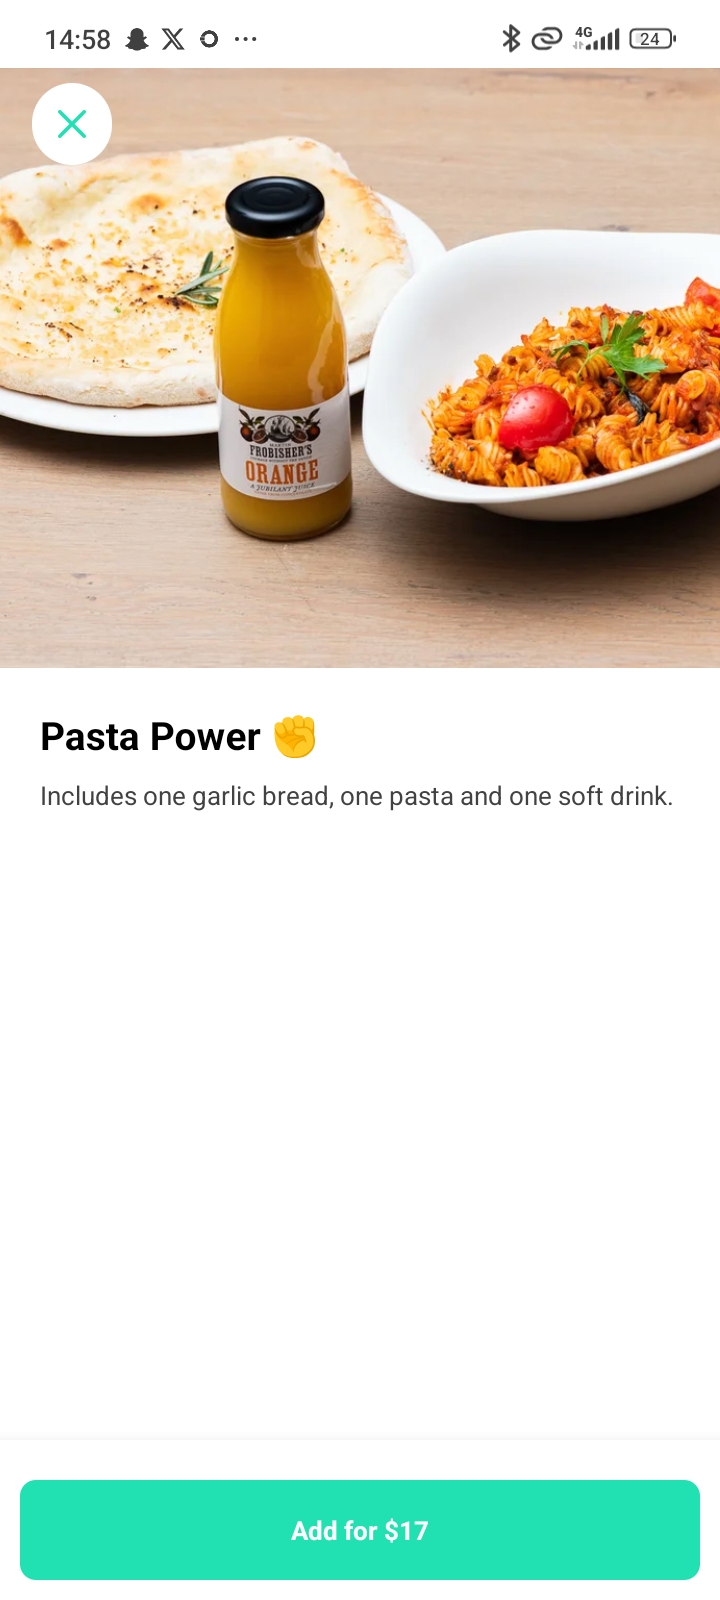 14:58
4G
24
MARTIN
FROBISHER'S
ORANGE
A JUBILANT JUICE
Pasta Power ✊
Includes one garlic bread, one pasta and one soft drink.
Add for $17